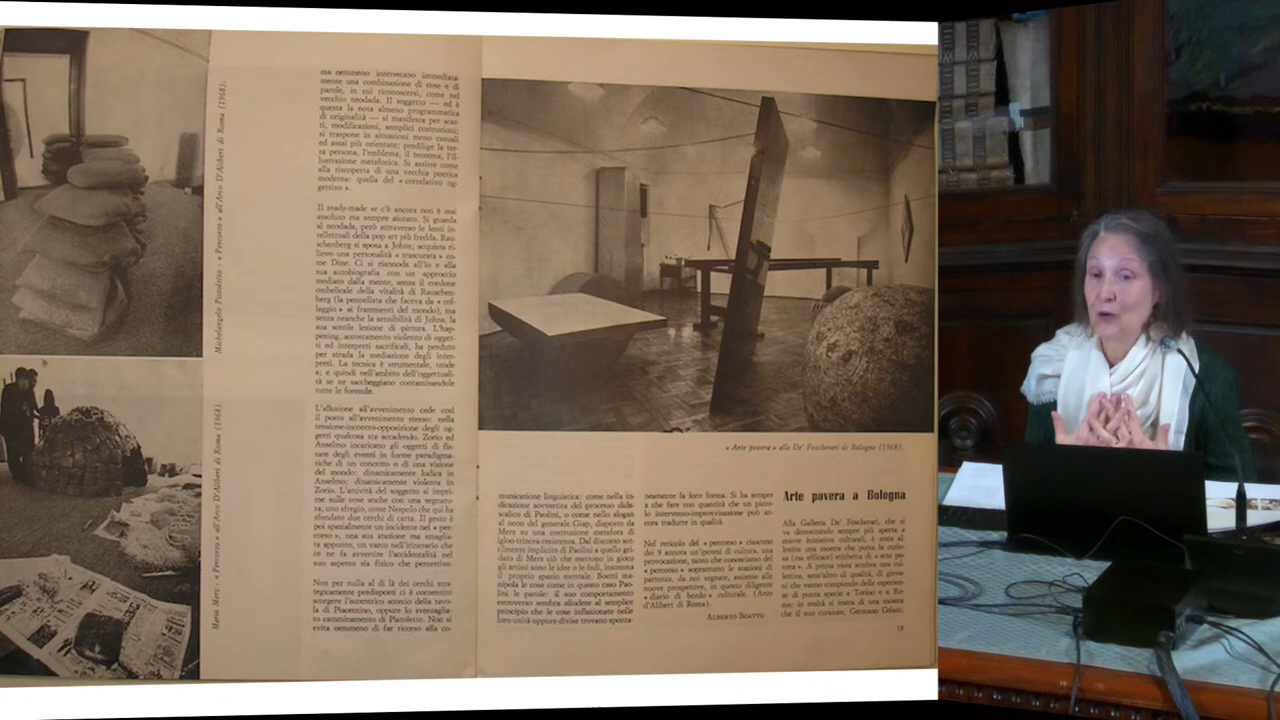 Michelangelo Pistoletto - « Percorso » all'Arco D'Alibert di Roma (1968).
Mario Merz - « Percorso » all'Arco D'Alibert di Roma (1968).
ma nemmeno intersecano immediata-
mente una combinazione di cose e di
parole, in cui riconoscersi, come nel
vecchio neodada. Il soggetto — ed è
questa la nota almeno programmatica
di originalità — si manifesta per scar-
ti, modificazioni, semplici costruzioni;
si traspone in situazioni meno casuali
ed assai più orientate; predilige la ter-
za persona, l'emblema, il teorema, l'il-
lustrazione metaforica. Si assiste come
alla riscoperta di una vecchia poetica
moderna: quella del « correlativo og-
gettivo ».
Il ready-made se c'è ancora non è mai
assoluto ma sempre aiutato. Si guarda
al neodada, però attraverso le lenti in-
tellettuali della pop art più fredda. Rau-
schenberg si sposa a Johns; acquista ri-
lievo una personalità « trascurata » co-
me Dine. Ci si riannoda all'io e alla
sua autobiografia con un approccio
mediato dalla mente, senza il cordone
ombelicale della vitalità di Rauschen-
berg (la pennellata che faceva da « col-
laggio » ai frammenti del mondo), ma
senza neanche la sensibilità di Johns, la
sua sottile lezione di pittura. L'hap-
pening, accostamento violento di ogget-
ti ed interpreti sacrificali, ha perduto
per strada la mediazione degli inter-
preti. La tecnica è strumentale, tende
a; e quindi nell'ambito dell'oggettuali-
tà se ne saccheggiano contaminandole
tutte le formule.
L'allusione all'avvenimento cede così
il posto all'avvenimento stesso: nella
tensione-incontro-opposizione degli og-
getti qualcosa sta accadendo. Zorio ed
Anselmo incaricano gli oggetti di fis-
sare degli eventi in forme paradigma-
tiche di un concetto o di una visione
del mondo: dinamicamente ludica in
Anselmo; dinamicamente violenta in
Zorio. L'attività del soggetto si impri-
me sulle cose anche con una segnatu-
ra, uno sfregio, come Nespolo che qui ha
sfondato due cerchi di carta. Il gesto è
poi spazialmente un incidente nel « per-
corso », una sua stazione ma smaglia-
ta appunto, un varco nell'itinerario che
ce ne fa avvertire l'accidentalità nel
suo aspetto sia fisico che percettivo.
Non per nulla al di là dei cerchi stra-
tegicamente predisposti ci è consentito
scorgere l'eccentrico scorcio della tavo-
la di Piacentino, oppure lo sventaglia-
to camminamento di Pistoletto. Non si
evita nemmeno di far ricorso alla co-
« Arte povera » alla De' Foscherari di Bologna (1968).
municazione linguistica: come nella in-
dicazione sovvertita del processo dida-
scalico di Paolini, o come nello slogan
al neon del generale Giap, disposto da
Merz su una costruzione metafora di
igloo-trincea-resistenza. Dal discorso sot-
tilmente implicito di Paolini a quello gri-
dato di Merz ciò che mettono in gioco
gli artisti sono le idee o le fedi, insomma
il proprio spazio mentale. Boetti ma-
nipola le cose come in questo caso Pao-
lini le parole: il suo comportamento
estroverso sembra alludere al semplice
principio che le cose inflazionate nelle
loro unità oppure divise trovano sponta-
neamente la loro forma. Si ha sempre
a che fare con quantità che un picco-
lo intervento-improvvisazione può an-
cora tradurre in qualità.
Nel reticolo del « percorso » ciascuno
dei 9 annota un'ipotesi di cultura, una
provocazione, tanto che conosciamo del
« percorso » soprattutto le stazioni di
partenza, da noi segnate, assieme alle
nuove prospettive, in questo diligente
« diario di bordo » culturale. (Arco
d'Alibert di Roma).
ALBERTO BOATTO
Arte povera a Bologna
Alla Galleria De' Foscherari, che si
va dimostrando sempre più aperta a
nuove iniziative culturali, è stata al-
lestita una mostra che porta la curio-
sa (ma efficace) etichetta di « arte po-
vera ». A prima vista sembra una col-
lettiva, senz'altro di qualità, di giova-
ni che vanno compiendo delle esperien-
ze di punta specie a Torino e a Ro-
ma; in realtà si tratta di una mostra
che il suo curatore, Germano Celant,
19